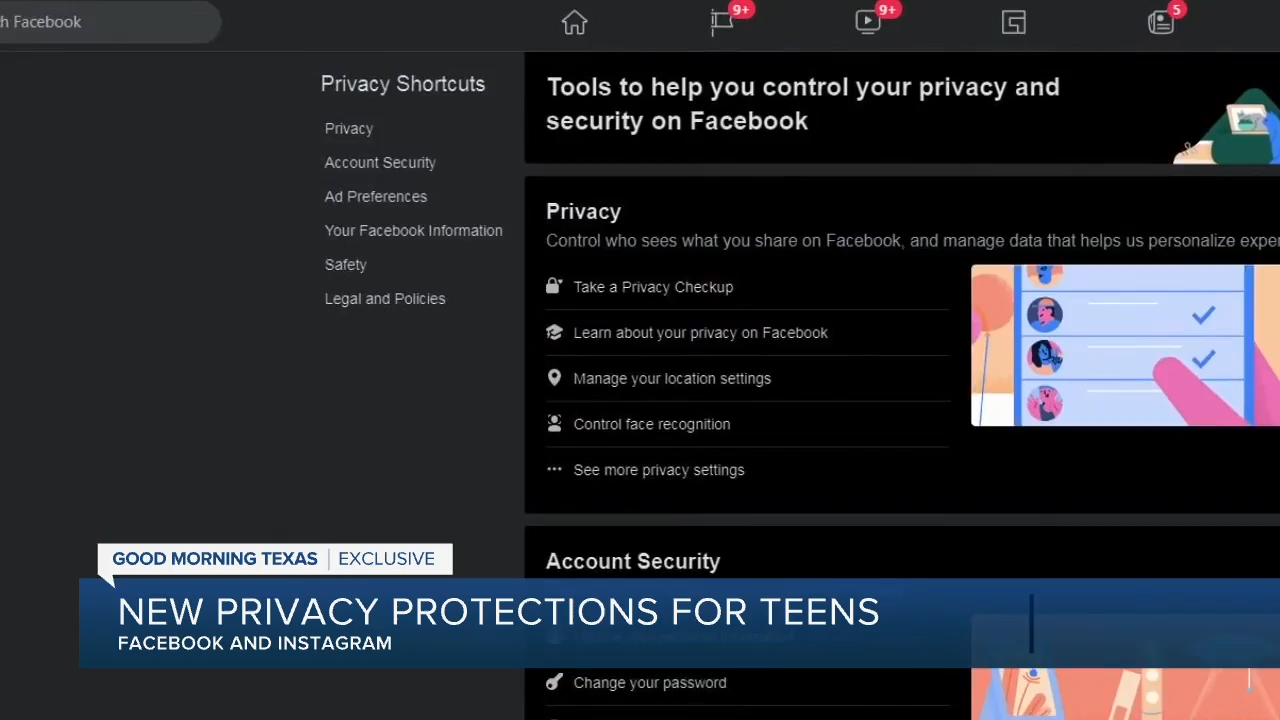 h Facebook
9+
9+
5
Privacy Shortcuts
Privacy
Account Security
Ad Preferences
Your Facebook Information
Safety
Legal and Policies
Tools to help you control your privacy and
security on Facebook
Privacy
Control who sees what you share on Facebook, and manage data that helps us personalize expe
Take a Privacy Checkup
Learn about your privacy on Facebook
Manage your location settings
Control face recognition
See more privacy settings
Account Security
Change your password
GOOD MORNING TEXAS | EXCLUSIVE
NEW PRIVACY PROTECTIONS FOR TEENS
FACEBOOK AND INSTAGRAM